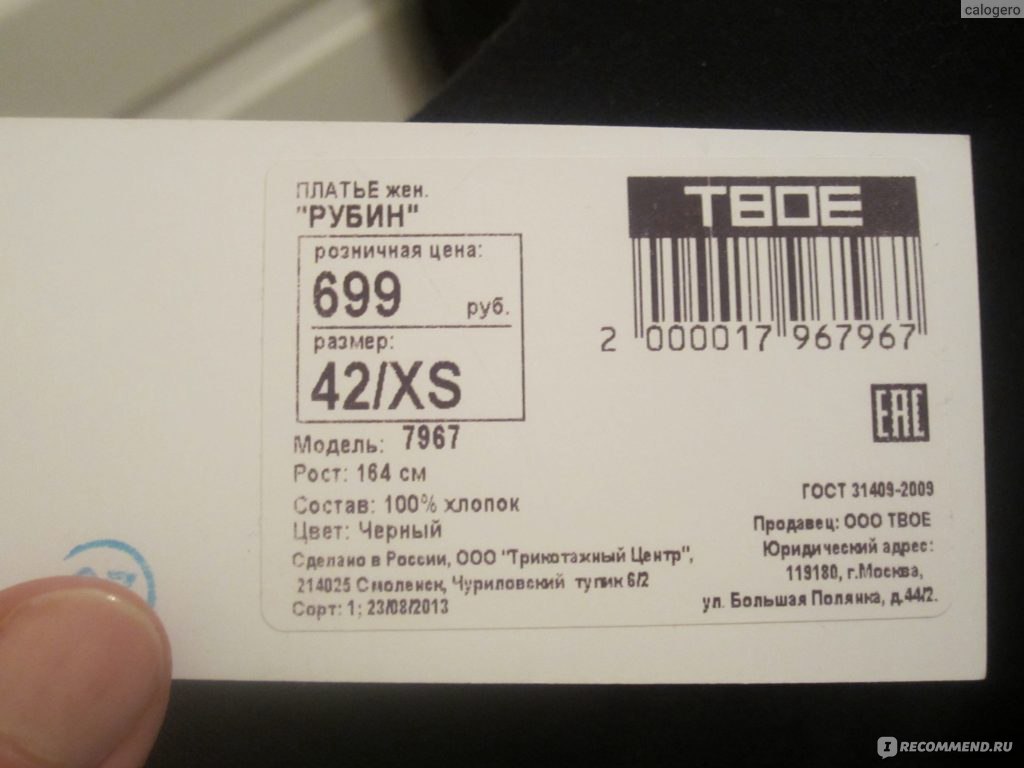 calogero
ПЛАТЬЕ жен.
"РУБИН"
розничная цена:
699 руб.
размер:
42/XS
Модель: 7967
Рост: 164 см
Состав: 100% хлопок
Цвет: Черный
Сделано в России, ООО "Трикотажный Центр",
214025 Смоленск, Чуриловский тупик 6/2
Сорт: 1; 23/08/2013
ТВОЕ
2 000017 967967
EAC
ГОСТ 31409-2009
Продавец: ООО ТВОЕ
Юридический адрес:
119180, г.Москва,
ул. Большая Полянка, д.44/2.
IRECOMMEND.RU